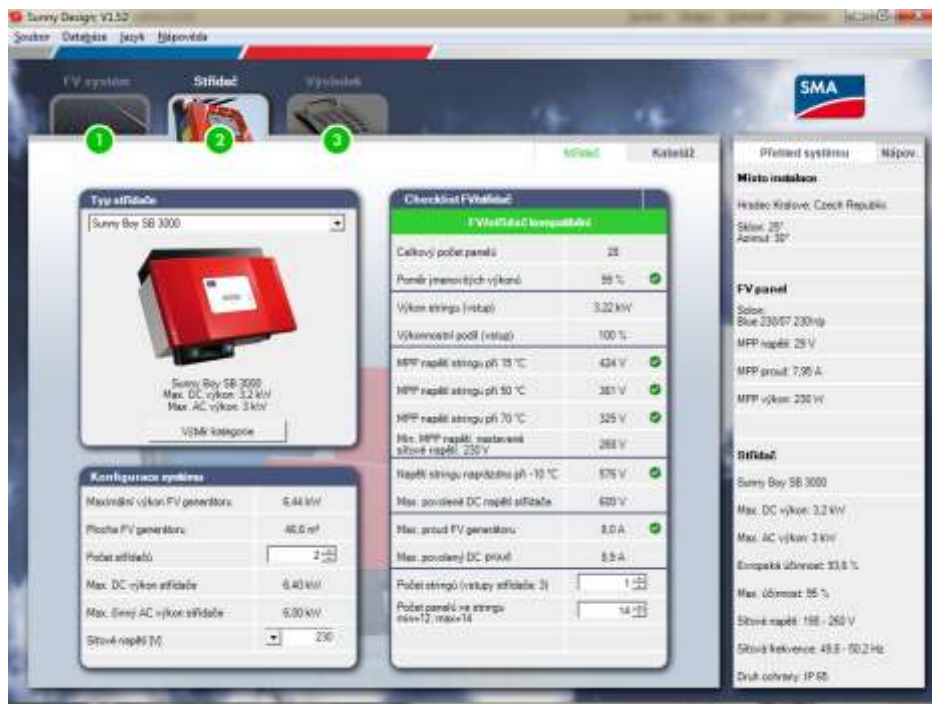 Sunny Design: V1.52
Soubor Databáze Jazyk Nápověda
FV systém Střídač Výsledek
SMA
1 2 3
Střídač Kabeláž
Přehled systému Nápov.
Typ střídače
Sunny Boy SB 3000
Sunny Boy SB 3000
Max. DC výkon: 3,2 kW
Max. AC výkon: 3 kW
Výběr kategorie
Konfigurace systému
Maximální výkon FV generátoru 6,44 kW
Plocha FV generátoru 46,0 m²
Počet střídačů 2
Max. DC výkon střídače 6,40 kW
Max. činný AC výkon střídače 6,00 kW
Síťové napětí [V] 230
Checklist FV/střídač
FV/střídač kompatibilní
Celkový počet panelů 28
Poměr jmenovitých výkonů 99 %
Výkon stringu (vstup) 3,22 kW
Výkonnostní podíl (vstup) 100 %
MPP napětí stringu při 15 °C 424 V
MPP napětí stringu při 50 °C 361 V
MPP napětí stringu při 70 °C 325 V
Min. MPP napětí, nastavené
síťové napětí: 230 V 268 V
Napětí stringu naprázdno při -10 °C 576 V
Max. povolené DC napětí střídače 600 V
Max. proud FV generátoru 8,0 A
Max. povolený DC proud 8,9 A
Počet stringů (vstupy střídače: 3) 1
Počet panelů ve stringu
min=12, max=14 14
Místo instalace
Hradec Kralove, Czech Republic
Sklon: 25°
Azimut: 30°
FV panel
Solon:
Blue 230/07 230Wp
MPP napětí: 29 V
MPP proud: 7,95 A
MPP výkon: 230 W
Střídač
Sunny Boy SB 3000
Max. DC výkon: 3,2 kW
Max. AC výkon: 3 kW
Evropská účinnost: 93,6 %
Max. účinnost: 95 %
Síťové napětí: 198 - 260 V
Síťová frekvence: 49.8 - 50.2 Hz
Druh ochrany: IP 65